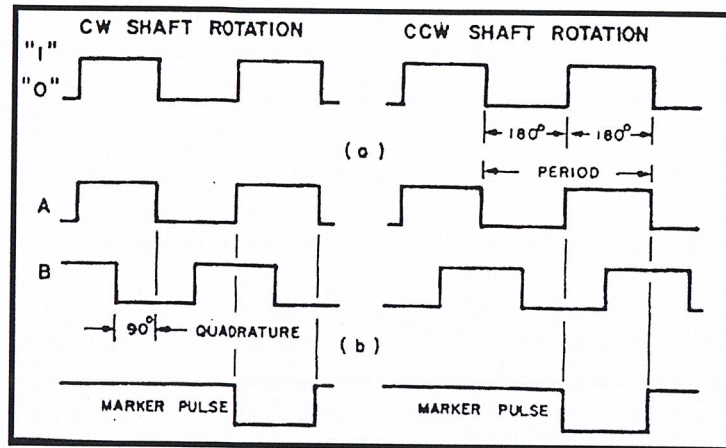 CW SHAFT ROTATION
CCW SHAFT ROTATION
"1"
"0"
180° 180°
(a)
PERIOD
A
B
90° QUADRATURE
(b)
MARKER PULSE
MARKER PULSE